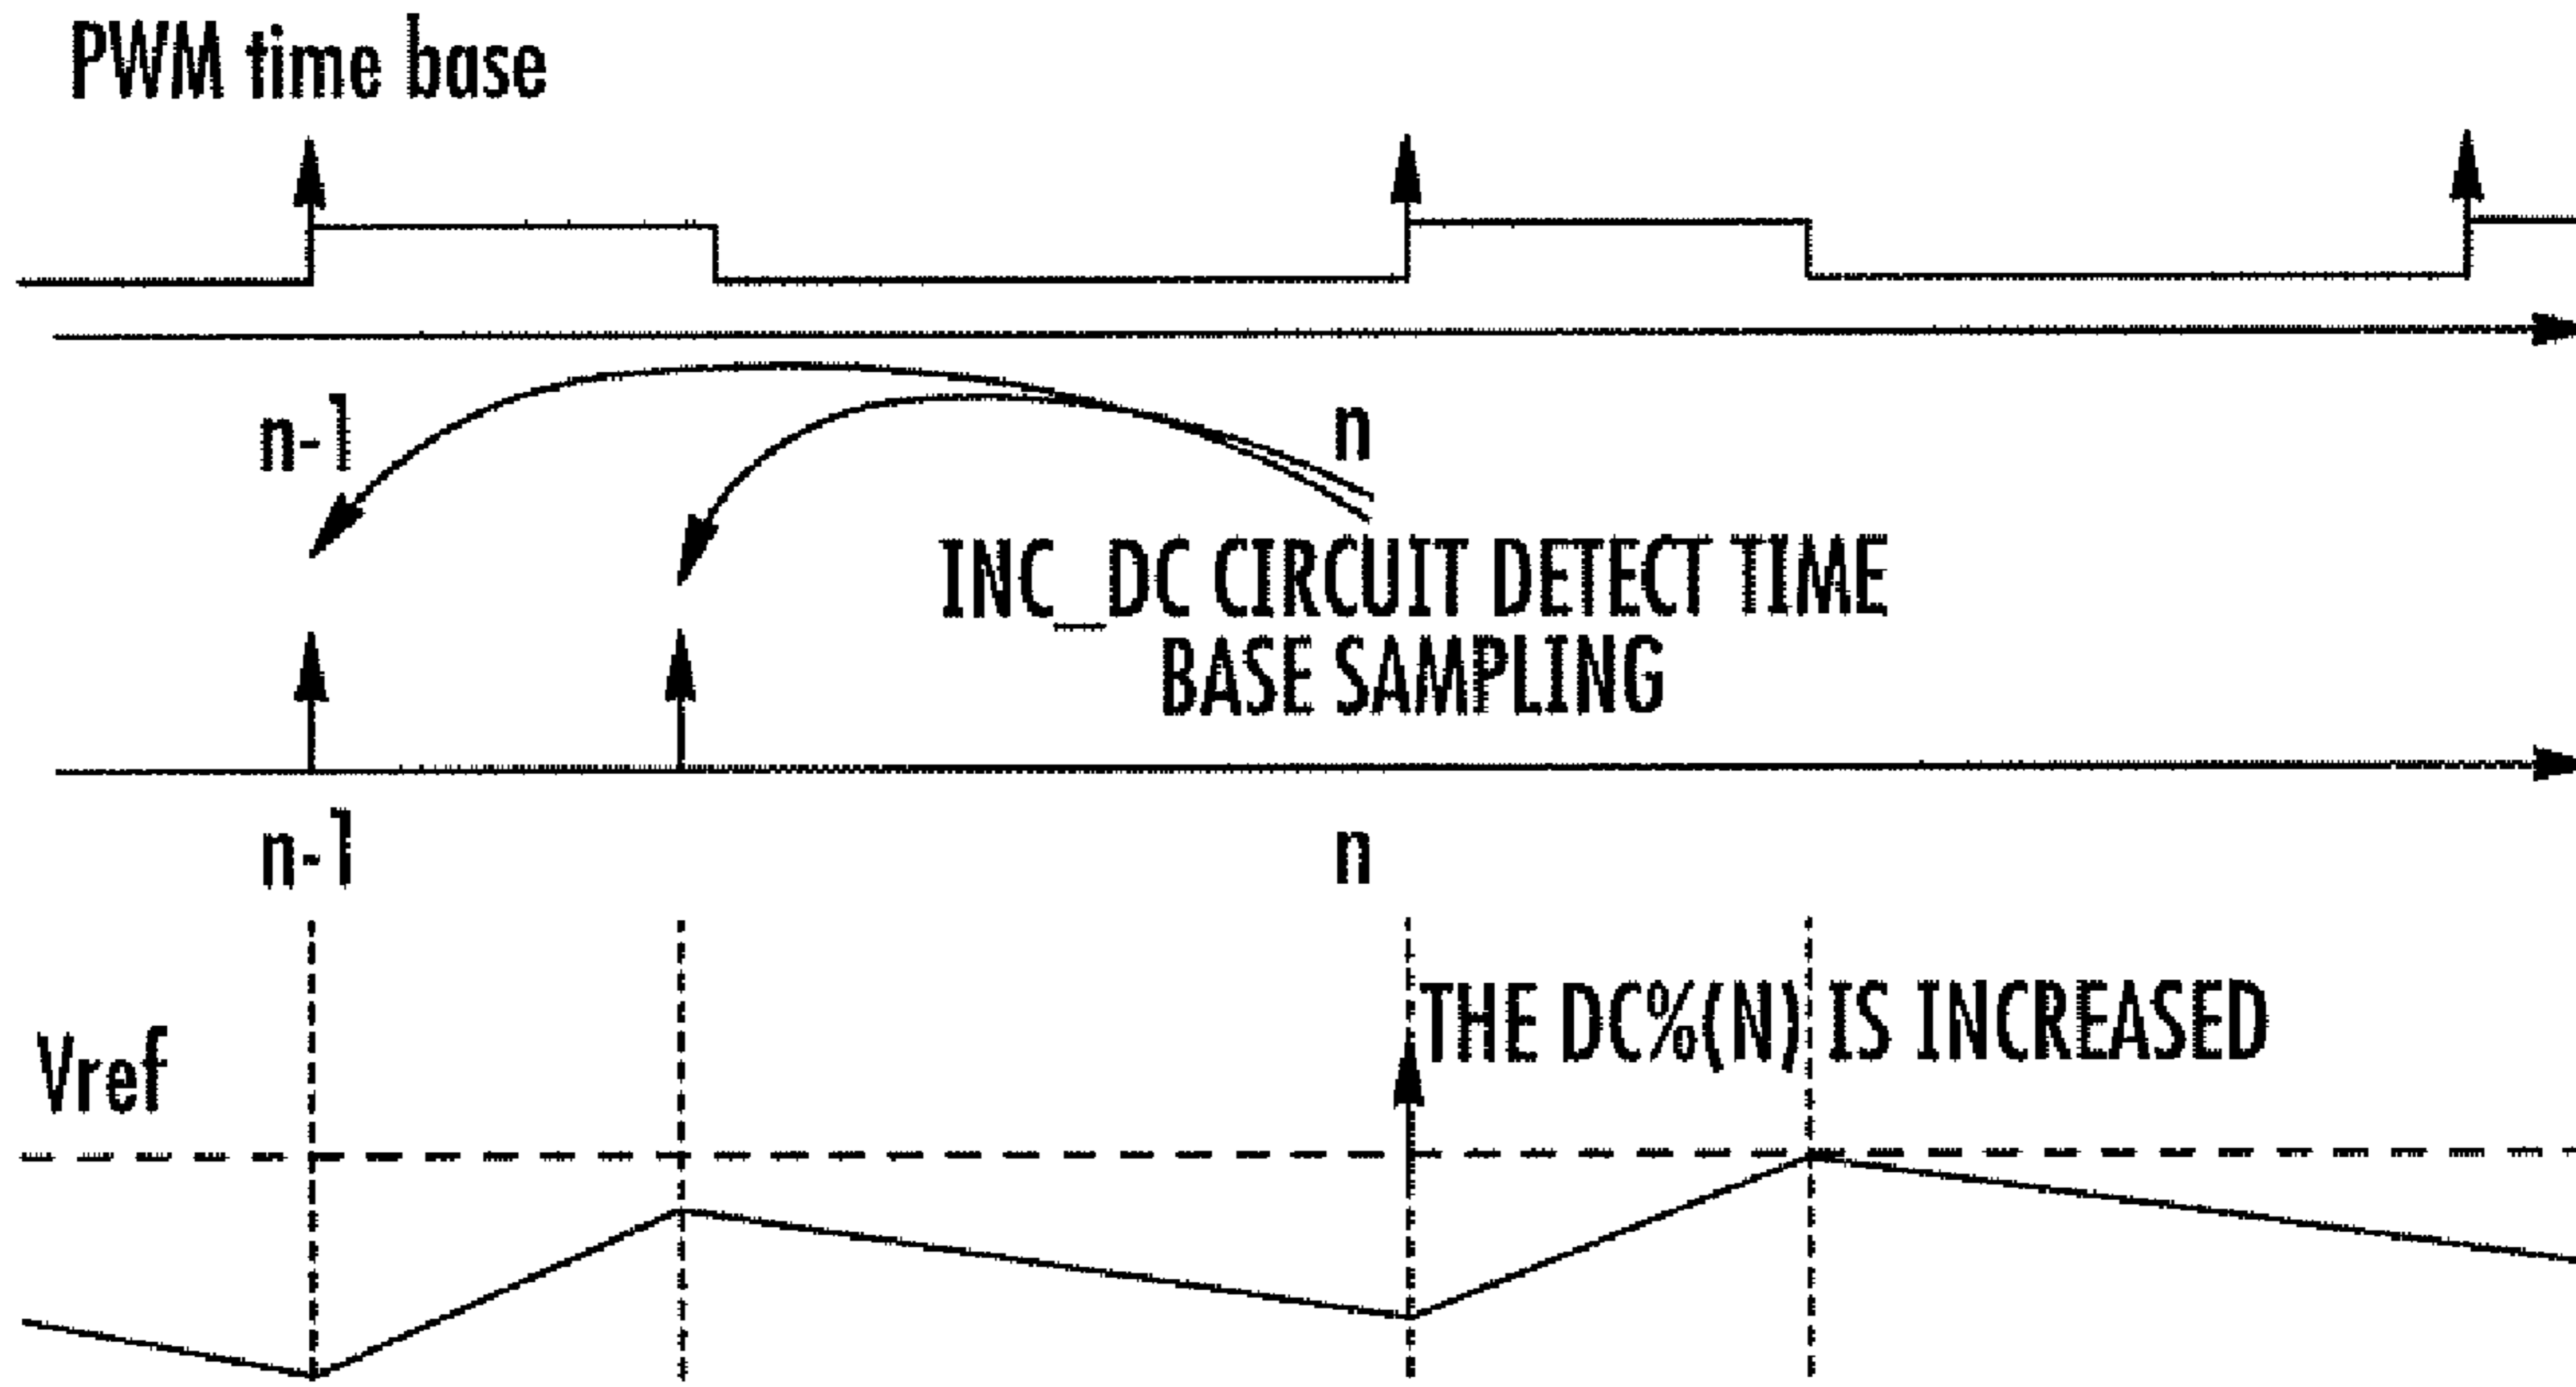 PWM time base
n-1 n
INC_DC CIRCUIT DETECT TIME
BASE SAMPLING
n-1 n
THE DC%(N) IS INCREASED
Vref